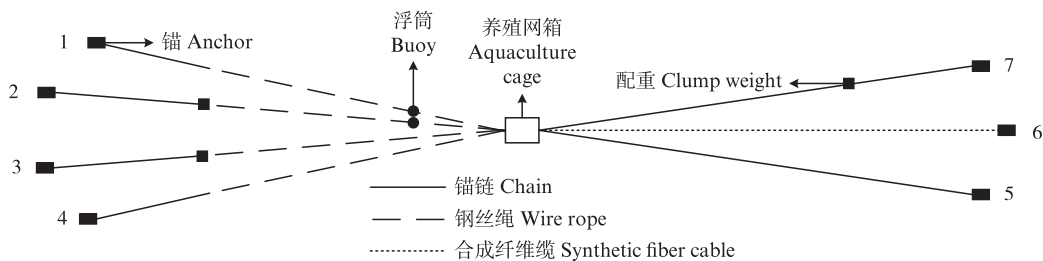 1
锚 Anchor
浮筒
Buoy
养殖网箱
Aquaculture
cage
7
2
配重 Clump weight
6
3
锚链 Chain
5
4
钢丝绳 Wire rope
合成纤维缆 Synthetic fiber cable